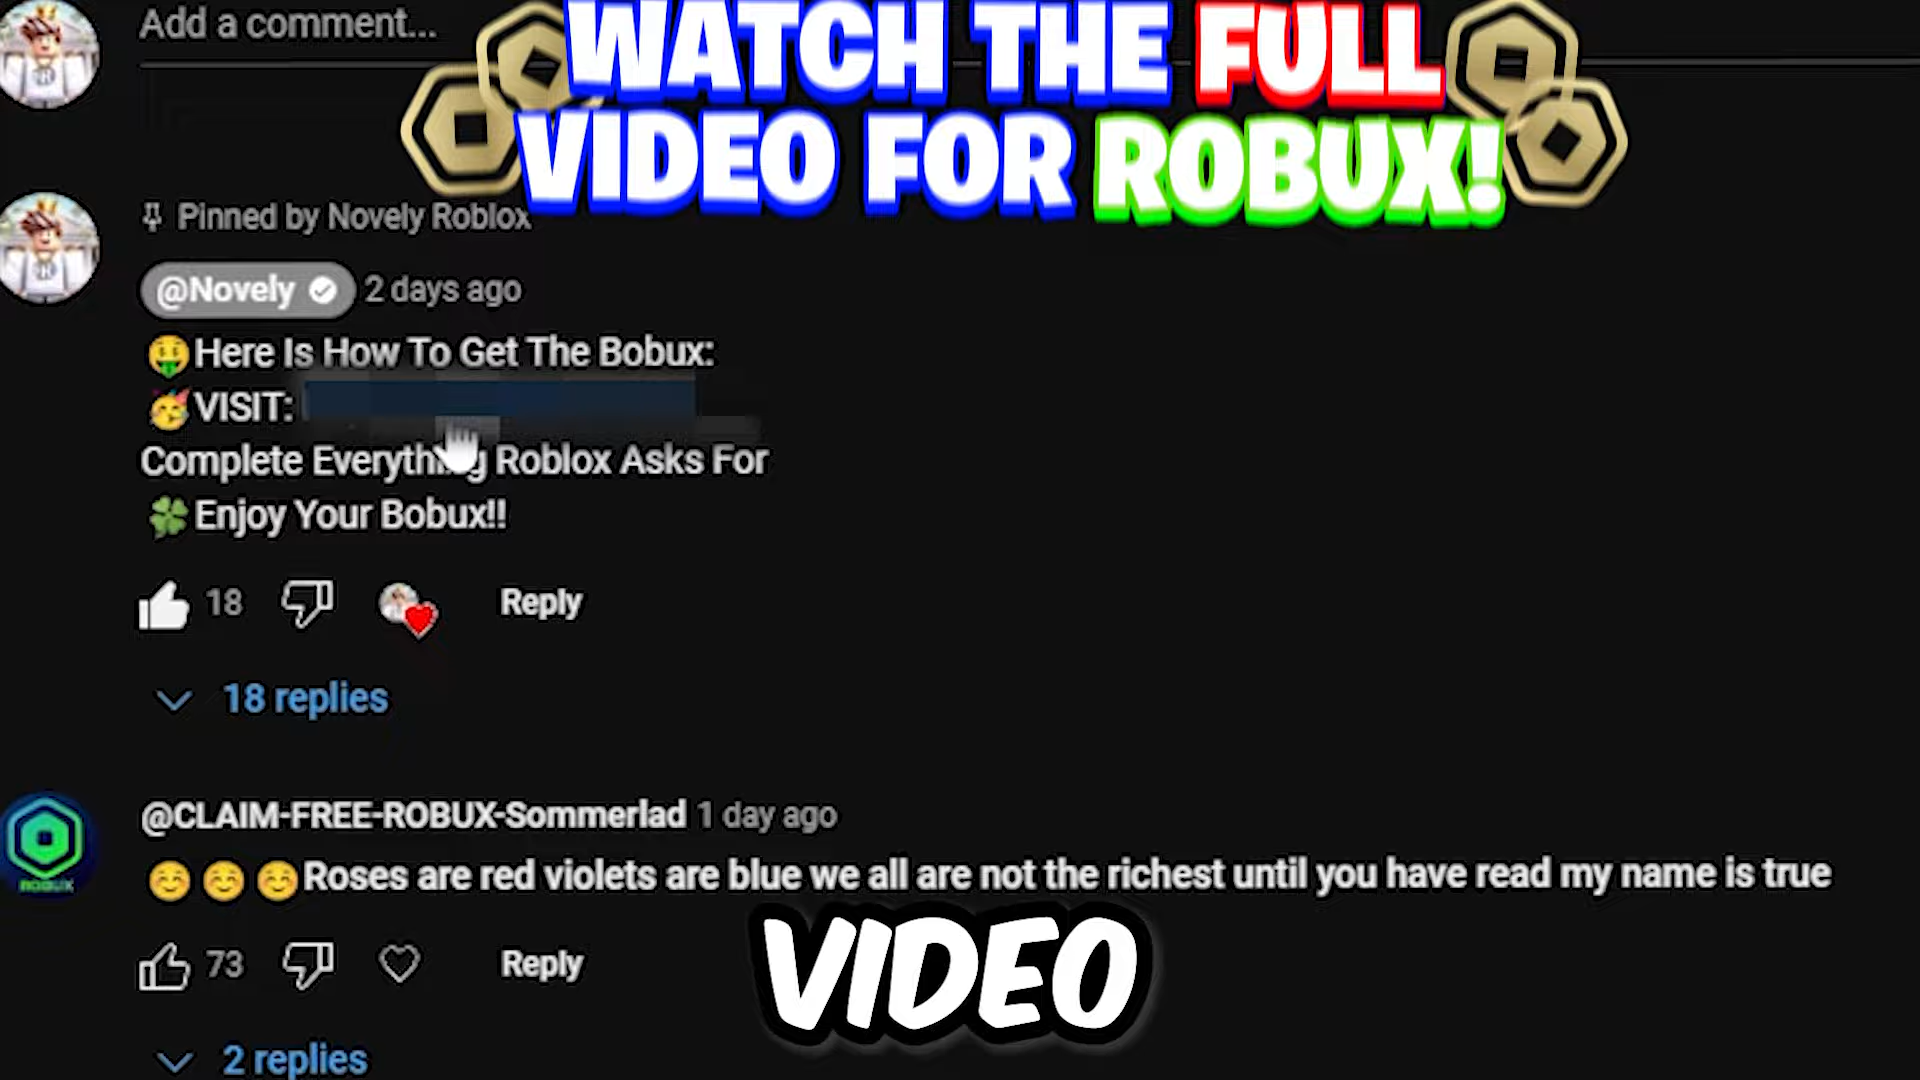 Add a comment...
WATCH THE FULL
VIDEO FOR ROBUX!
Pinned by Novely Roblox
@Novely 2 days ago
🤑Here Is How To Get The Bobux:
🥳VISIT:
Complete Everything Roblox Asks For
🍀Enjoy Your Bobux!!
18 Reply
18 replies
@CLAIM-FREE-ROBUX-Sommerlad 1 day ago
☺️☺️☺️Roses are red violets are blue we all are not the richest until you have read my name is true
ROBUX
VIDEO
73 Reply
2 replies